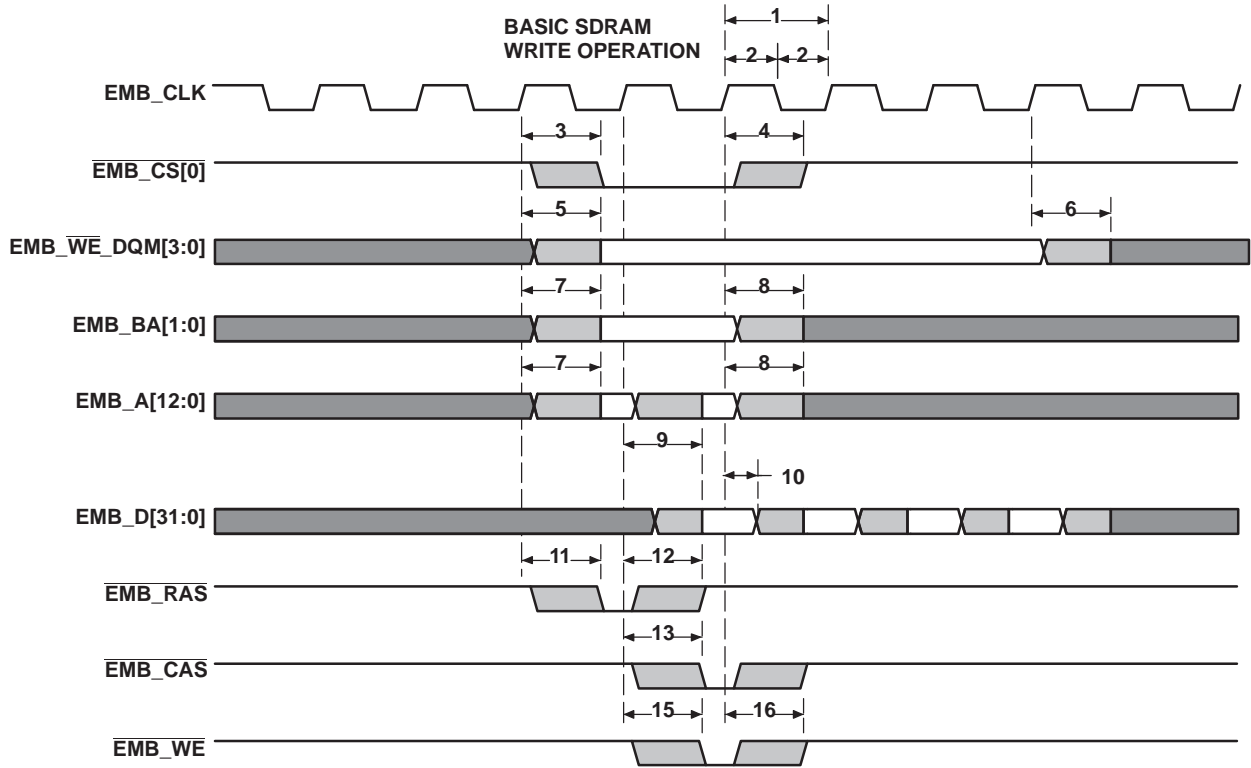 BASIC SDRAM
WRITE OPERATION
1
2 2
EMB_CLK
3 4
EMB_CS[0]
5 6
EMB_WE_DQM[3:0]
7 8
EMB_BA[1:0]
7 8
EMB_A[12:0]
9
10
EMB_D[31:0]
11 12
EMB_RAS
13
EMB_CAS
15 16
EMB_WE